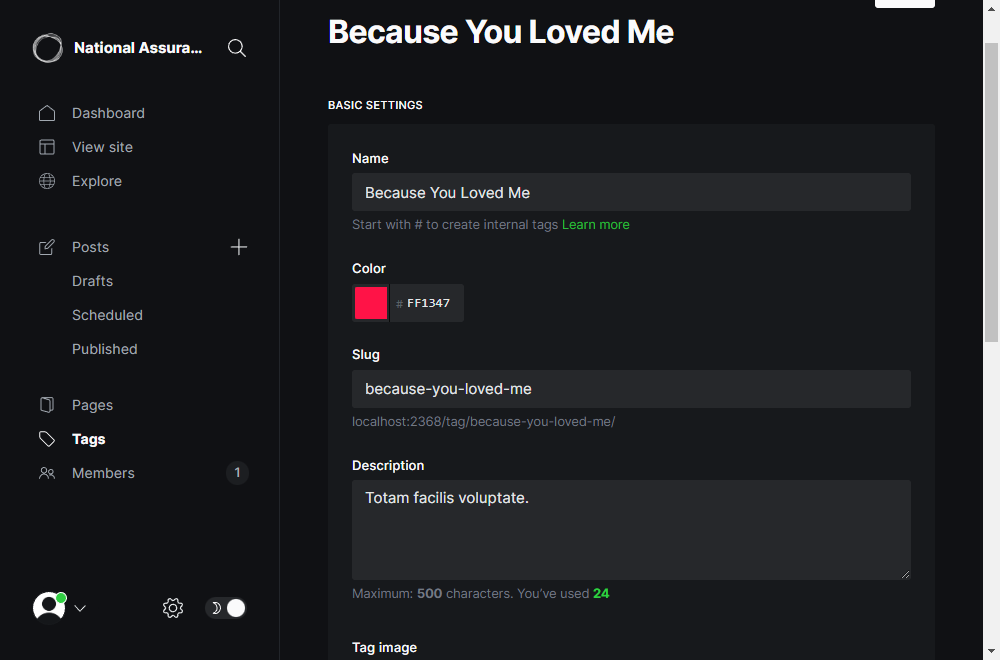 National Assura...
Dashboard
View site
Explore
Posts
Drafts
Scheduled
Published
Pages
Tags
Members
1
Because You Loved Me
BASIC SETTINGS
Name
Because You Loved Me
Start with # to create internal tags Learn more
Color
# FF1347
Slug
because-you-loved-me
localhost:2368/tag/because-you-loved-me/
Description
Totam facilis voluptate.
Maximum: 500 characters. You’ve used 24
Tag image